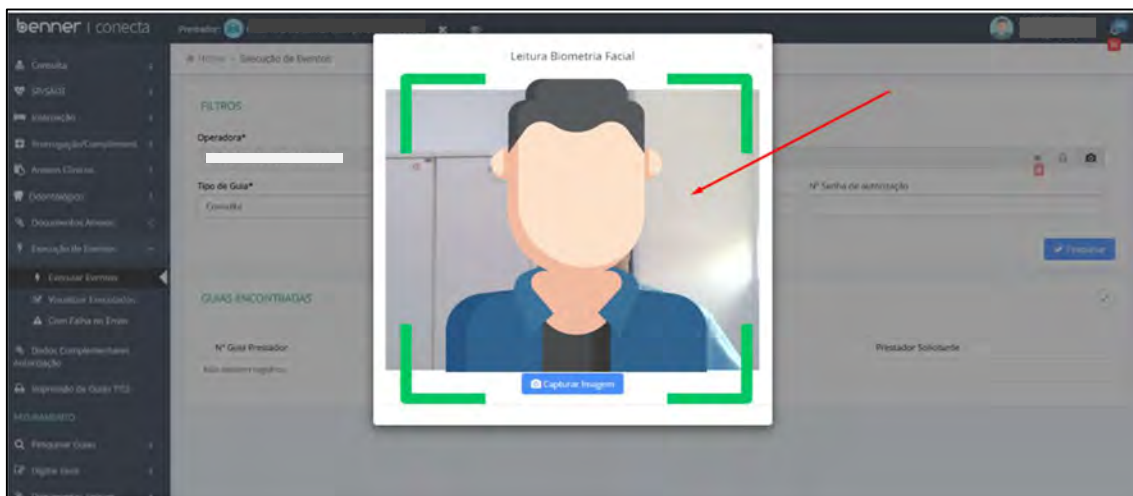 benner | conecta
Prestador:
Leitura Biometria Facial
Consulta
SP/SADT
Internação
Anexos Clínicos
Odontológico
Documentos Anexos
Execução de Eventos
Executar Eventos
Visualizar Executados
Com Falha no Envio
Dados Complementares
Autorização
Impressão de Guias TISS
FATURAMENTO
Pesquisar Guias
Digitar Guia
Home > Execução de Eventos
FILTROS
Operadora*
Tipo de Guia*
Consulta
Nº Senha de autorização
Pesquisar
GUIAS ENCONTRADAS
Nº Guia Prestador
Prestador Solicitante
Não existem registros
Capturar Imagem